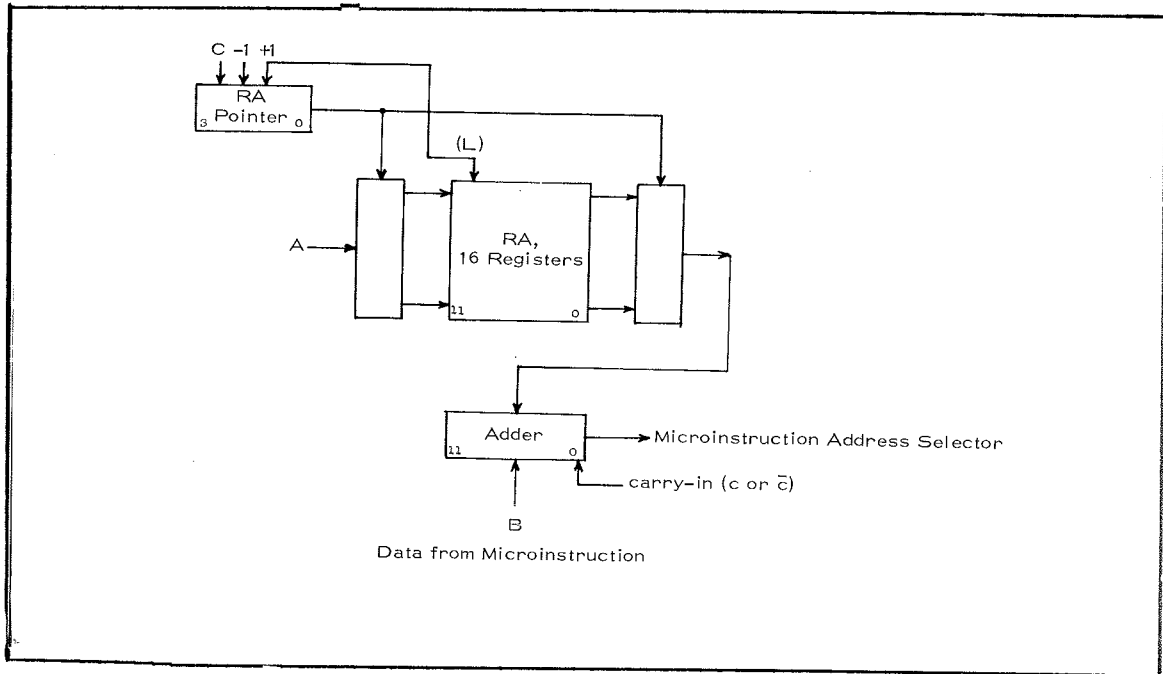 C -1 +1
RA
Pointer
3 0
(L)
A
RA,
16 Registers
11 0
Adder
11 0
Microinstruction Address Selector
carry-in (c or c̅)
B
Data from Microinstruction